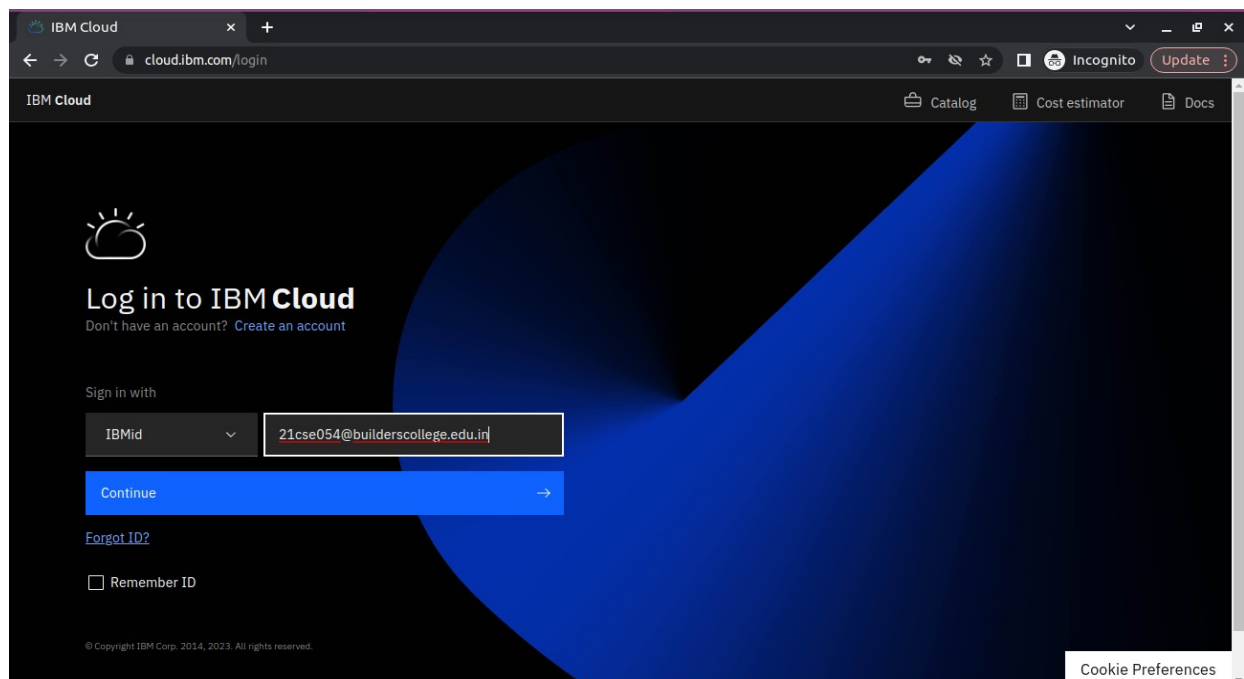 IBM Cloud
cloud.ibm.com/login
Incognito
Update
IBM Cloud
Catalog
Cost estimator
Docs
Log in to IBM Cloud
Don't have an account? Create an account
Sign in with
IBMid
21cse054@builderscollege.edu.in
Continue
Forgot ID?
Remember ID
© Copyright IBM Corp. 2014, 2023. All rights reserved.
Cookie Preferences